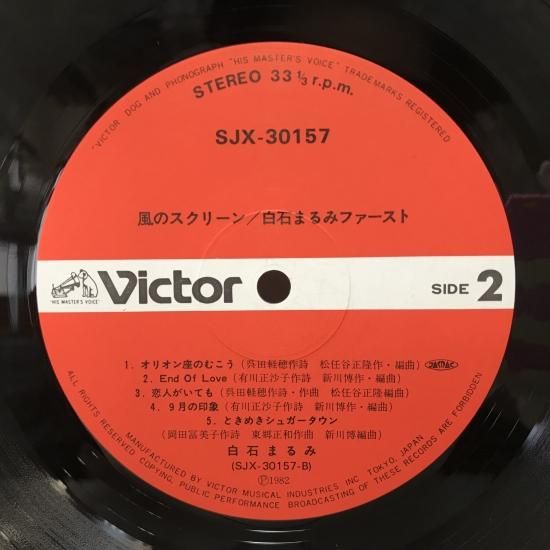 "VICTOR DOG AND PHONOGRAPH "HIS MASTER'S VOICE" TRADEMARKS REGISTERED
STEREO 33 1/3 r.p.m.
SJX-30157
風のスクリーン/白石まるみファースト
"HIS MASTER'S VOICE"
Victor
SIDE 2
1. オリオン座のむこう (呉田軽穂作詩 松任谷正隆作・編曲) JASRAC
2. End Of Love (有川正沙子作詩 新川博作・編曲)
3. 恋人がいても (呉田軽穂作詩・作曲 松任谷正隆編曲)
4. 9月の印象 (有川正沙子作詩 新川博作・編曲)
5. ときめきシュガータウン
(岡田冨美子作詩 東郷正和作曲 新川博編曲)
白石まるみ
(SJX-30157-B)
Ⓟ1982
MANUFACTURED BY VICTOR MUSICAL INDUSTRIES INC TOKYO, JAPAN
ALL RIGHTS RESERVED COPYING, PUBLIC PERFORMANCE BROADCASTING OF THESE RECORDS ARE FORBIDDEN